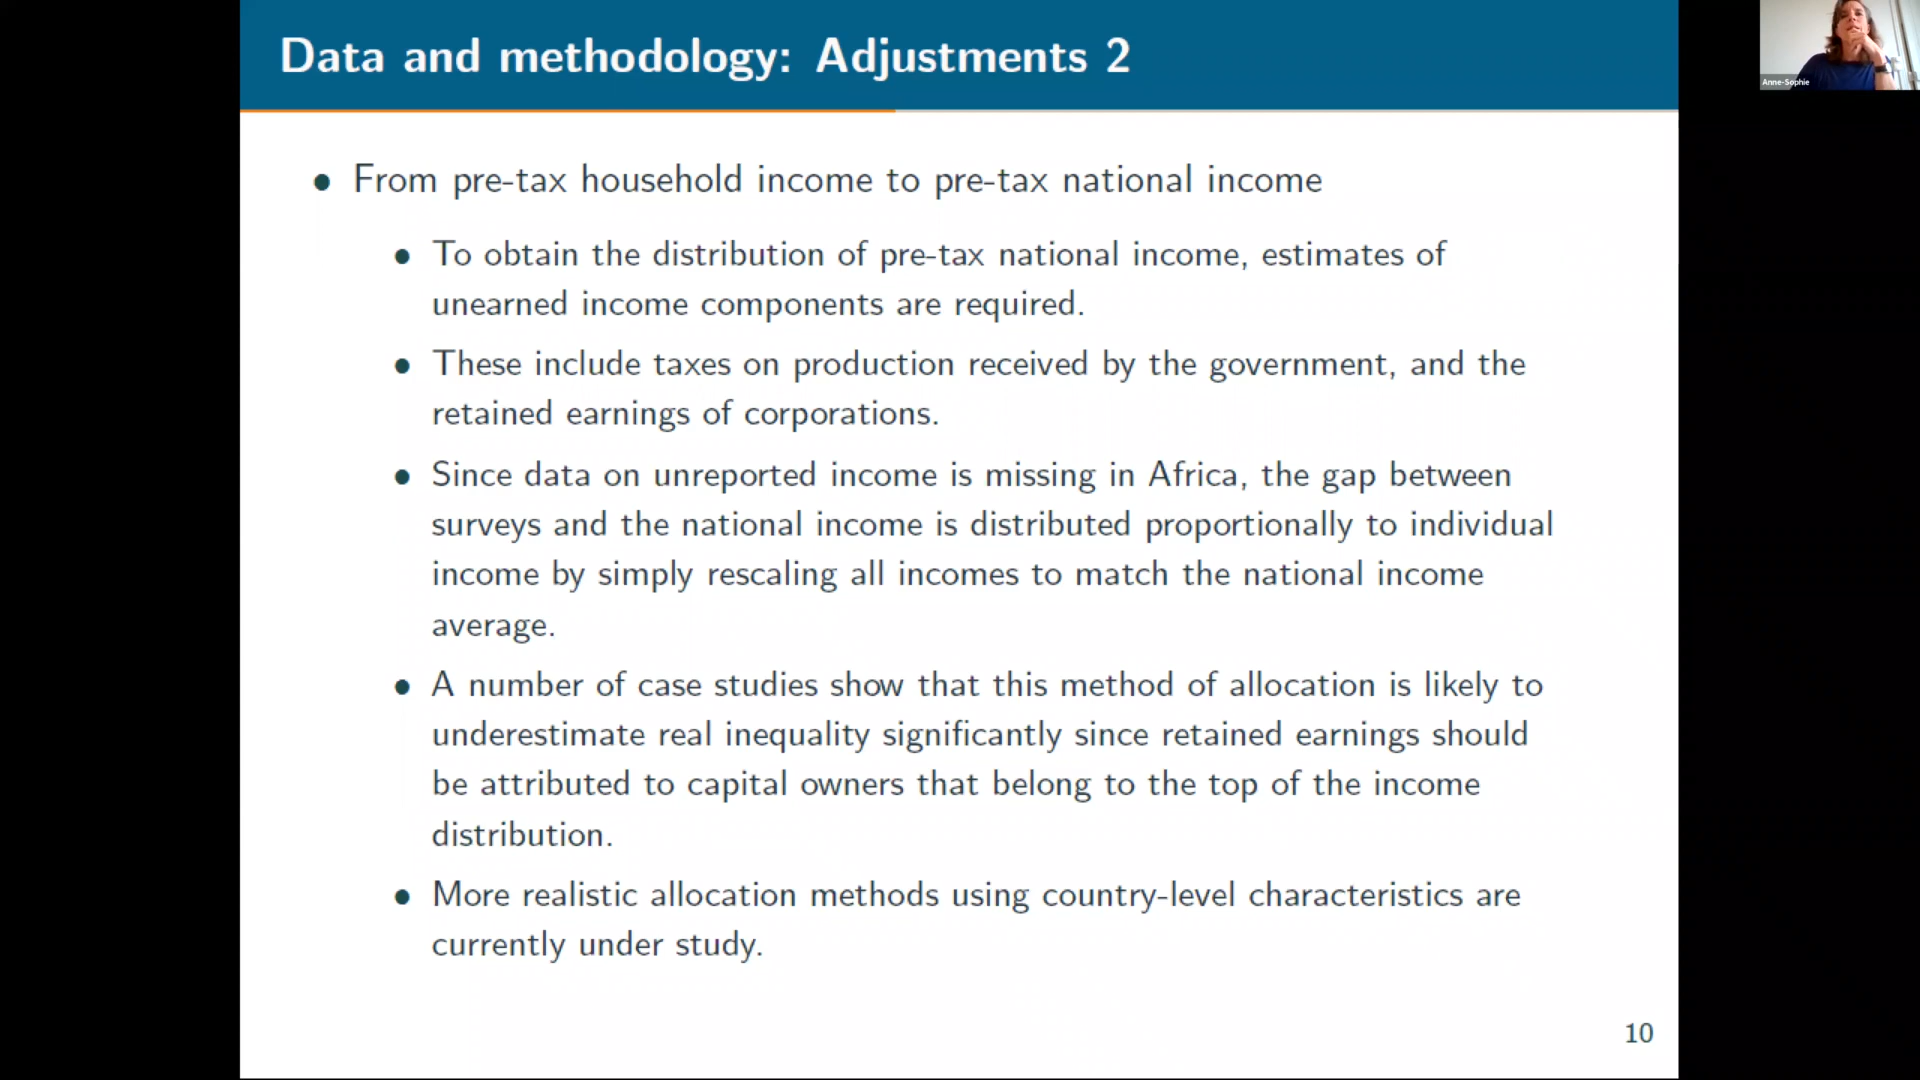 Data and methodology: Adjustments 2
Anne-Sophie
• From pre-tax household income to pre-tax national income
• To obtain the distribution of pre-tax national income, estimates of
unearned income components are required.
• These include taxes on production received by the government, and the
retained earnings of corporations.
• Since data on unreported income is missing in Africa, the gap between
surveys and the national income is distributed proportionally to individual
income by simply rescaling all incomes to match the national income
average.
• A number of case studies show that this method of allocation is likely to
underestimate real inequality significantly since retained earnings should
be attributed to capital owners that belong to the top of the income
distribution.
• More realistic allocation methods using country-level characteristics are
currently under study.
10